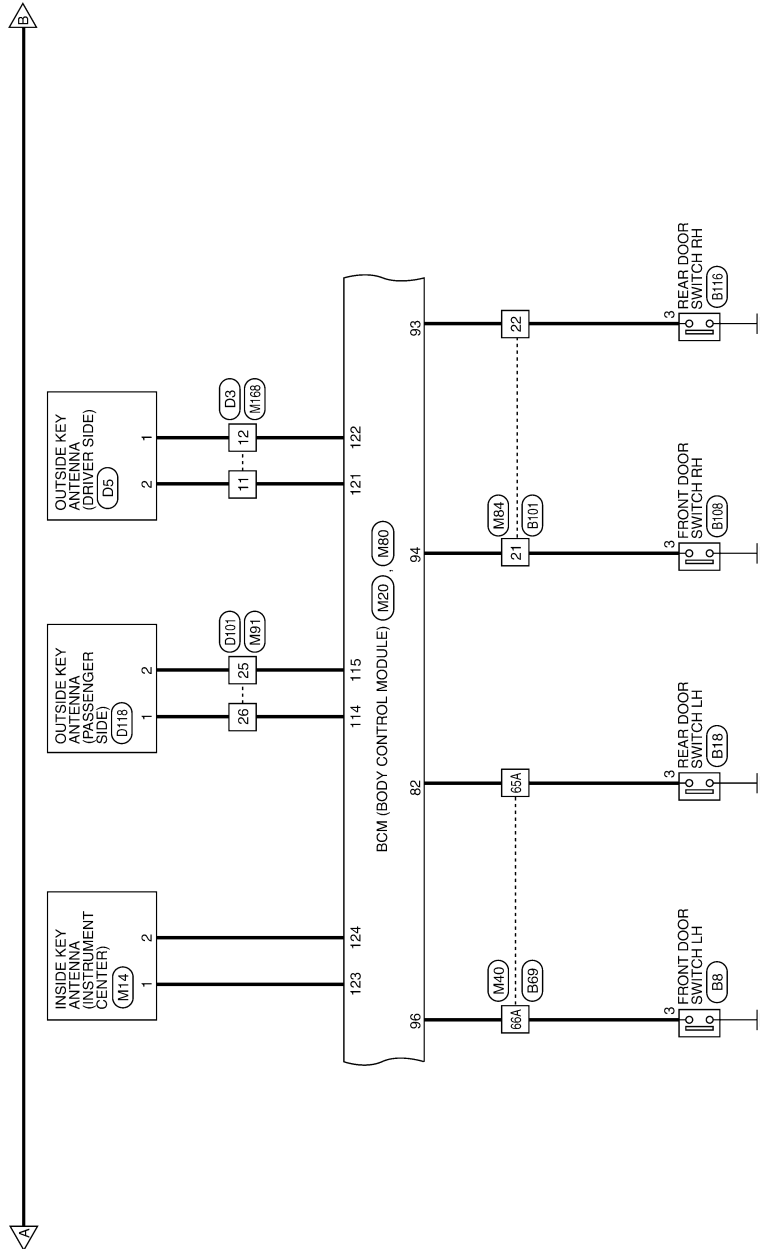 A
B
INSIDE KEY
ANTENNA
(INSTRUMENT
CENTER)
M14
1
2
OUTSIDE KEY
ANTENNA
(PASSENGER
SIDE)
D118
1
2
OUTSIDE KEY
ANTENNA
(DRIVER SIDE)
D5
2
1
26
25
D101
M91
11
12
D3
M168
123
124
114
115
121
122
BCM (BODY CONTROL MODULE) M20 , M80
96
82
94
93
66A
M40
B69
65A
21
M84
B101
22
3
FRONT DOOR
SWITCH LH
B8
3
REAR DOOR
SWITCH LH
B18
3
FRONT DOOR
SWITCH RH
B108
3
REAR DOOR
SWITCH RH
B116